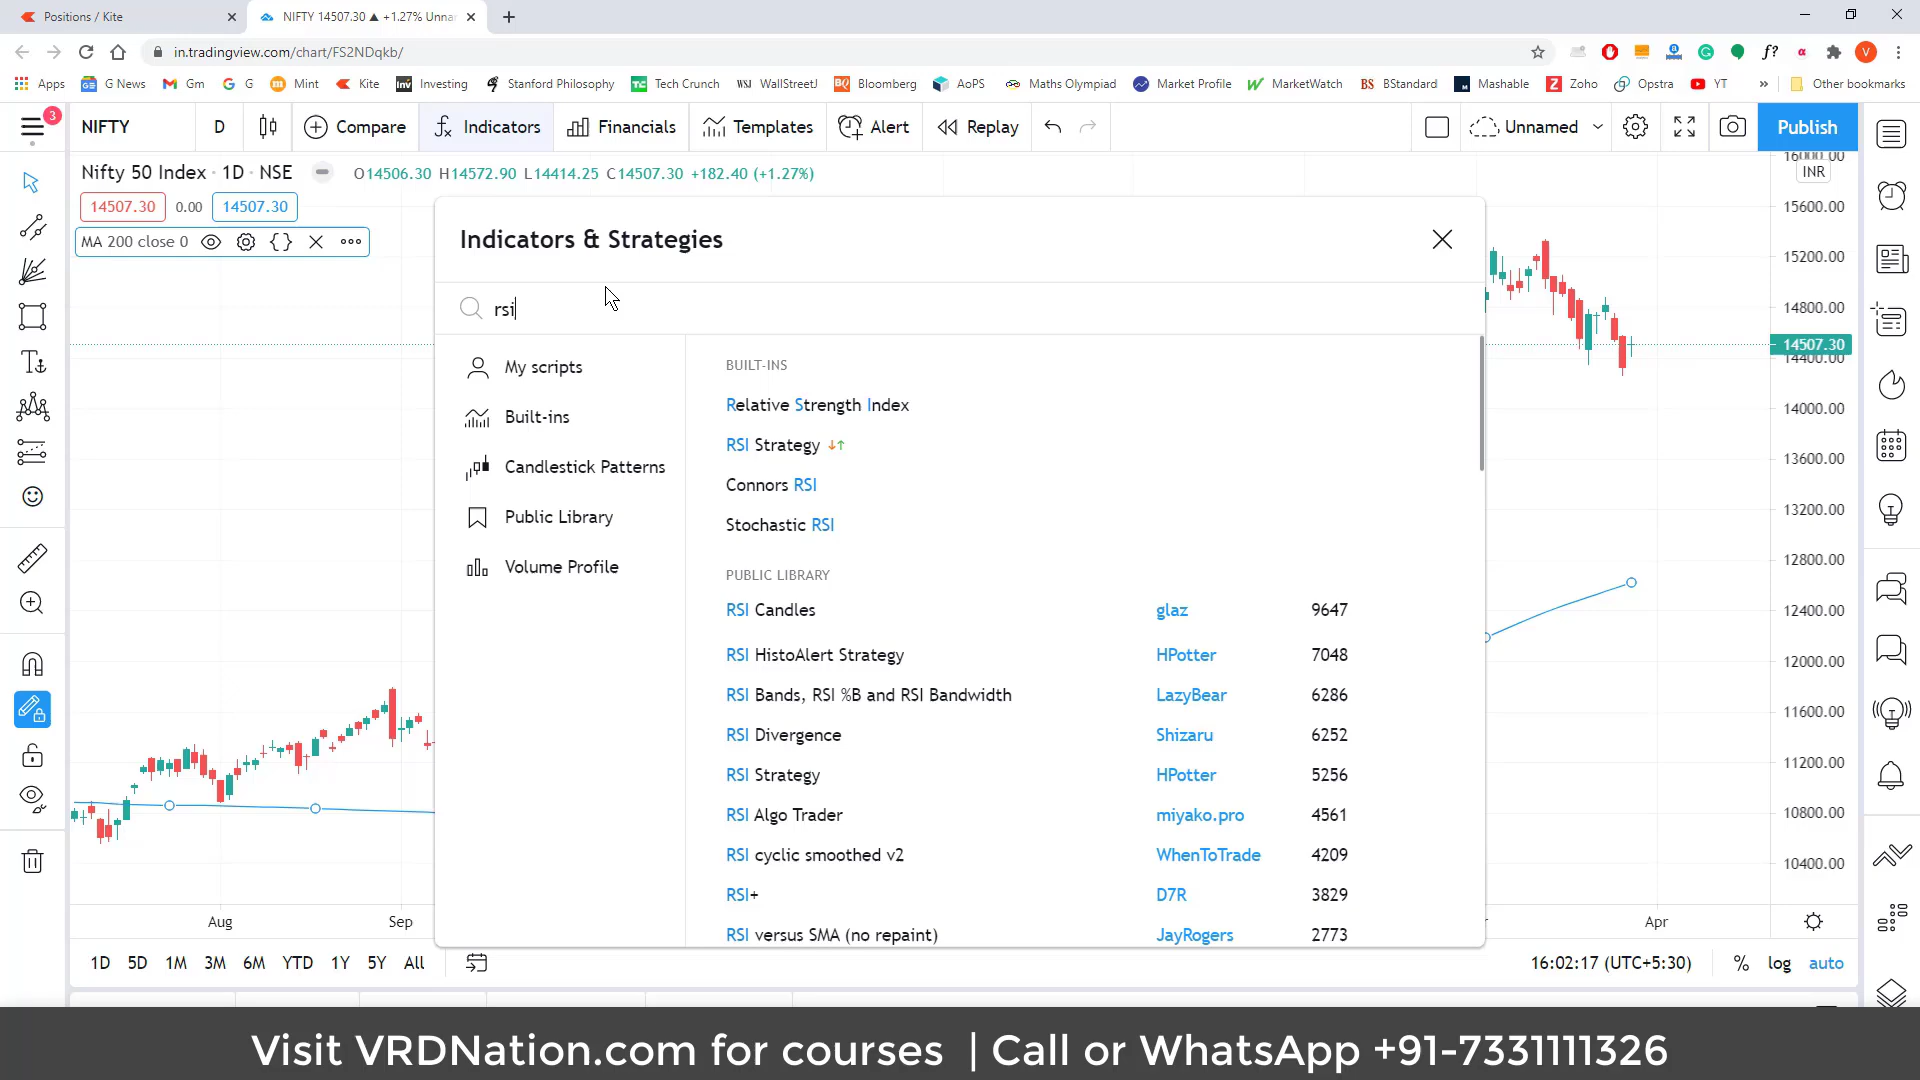 Positions / Kite
NIFTY 14507.30 ▲ +1.27% Unnar
in.tradingview.com/chart/FS2NDqkb/
Apps G News Gm G Mint Kite Investing Stanford Philosophy Tech Crunch WallStreetJ Bloomberg AoPS Maths Olympiad Market Profile MarketWatch BStandard Mashable Zoho Opstra YT » Other bookmarks
3
NIFTY D Compare Indicators Financials Templates Alert Replay Unnamed Publish
Nifty 50 Index · 1D · NSE O14506.30 H14572.90 L14414.25 C14507.30 +182.40 (+1.27%)
14507.30 0.00 14507.30
MA 200 close 0
Indicators & Strategies
rsi
My scripts
Built-ins
Candlestick Patterns
Public Library
Volume Profile
BUILT-INS
Relative Strength Index
RSI Strategy
Connors RSI
Stochastic RSI
PUBLIC LIBRARY
RSI Candles glaz 9647
RSI HistoAlert Strategy HPotter 7048
RSI Bands, RSI %B and RSI Bandwidth LazyBear 6286
RSI Divergence Shizaru 6252
RSI Strategy HPotter 5256
RSI Algo Trader miyako.pro 4561
RSI cyclic smoothed v2 WhenToTrade 4209
RSI+ D7R 3829
RSI versus SMA (no repaint) JayRogers 2773
16000.00
INR
15600.00
15200.00
14800.00
14507.30
14400.00
14000.00
13600.00
13200.00
12800.00
12400.00
12000.00
11600.00
11200.00
10800.00
10400.00
Aug Sep Apr
1D 5D 1M 3M 6M YTD 1Y 5Y All
16:02:17 (UTC+5:30) % log auto
Visit VRDNation.com for courses | Call or WhatsApp +91-7331111326